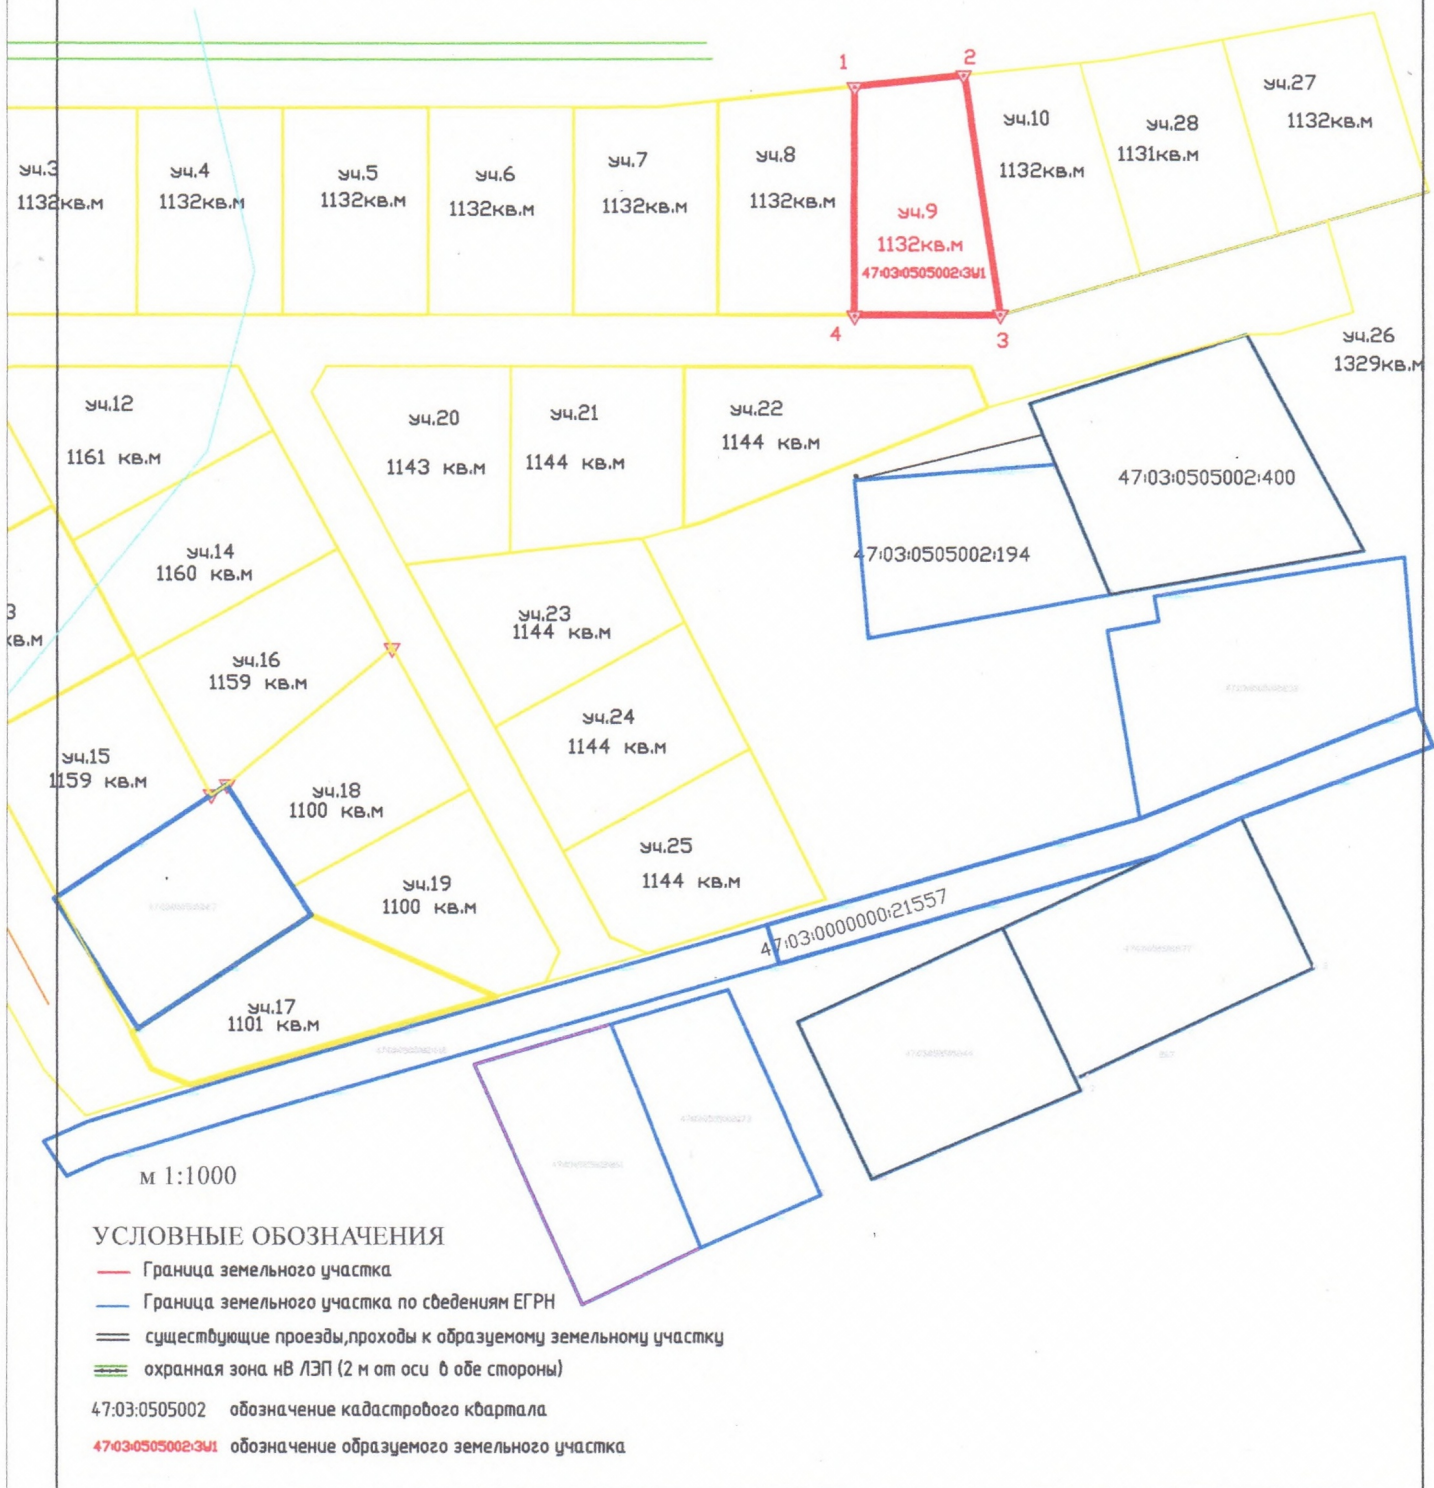 1
2
уч.3
1132кв.м
уч.4
1132кв.м
уч.5
1132кв.м
уч.6
1132кв.м
уч.7
1132кв.м
уч.8
1132кв.м
уч.9
1132кв.м
47:03:0505002:ЗУ1
уч.10
1132кв.м
уч.28
1131кв.м
уч.27
1132кв.м
4
3
уч.26
1329кв.м
уч.12
1161 кв.м
уч.20
1143 кв.м
уч.21
1144 кв.м
уч.22
1144 кв.м
47:03:0505002:400
47:03:0505002:194
уч.14
1160 кв.м
3
кв.м
уч.23
1144 кв.м
уч.16
1159 кв.м
уч.24
1144 кв.м
уч.15
1159 кв.м
уч.18
1100 кв.м
уч.25
1144 кв.м
уч.19
1100 кв.м
47:03:0000000:21557
уч.17
1101 кв.м
м 1:1000
УСЛОВНЫЕ ОБОЗНАЧЕНИЯ
Граница земельного участка
Граница земельного участка по сведениям ЕГРН
существующие проезды,проходы к образуемому земельному участку
охранная зона нВ ЛЭП (2 м от оси в обе стороны)
47:03:0505002 обозначение кадастрового квартала
47:03:0505002:ЗУ1 обозначение образуемого земельного участка